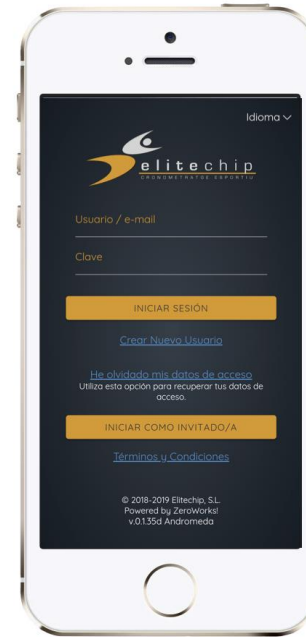 Idioma
elitechip
CRONOMETRATGE ESPORTIU
Usuario / e-mail
Clave
INICIAR SESIÓN
Crear Nuevo Usuario
He olvidado mis datos de acceso
Utiliza esta opción para recuperar tus datos de
acceso.
INICIAR COMO INVITADO/A
Términos y Condiciones
© 2018-2019 Elitechip, S.L.
Powered by ZeroWorks!
v.0.1.35d Andromeda